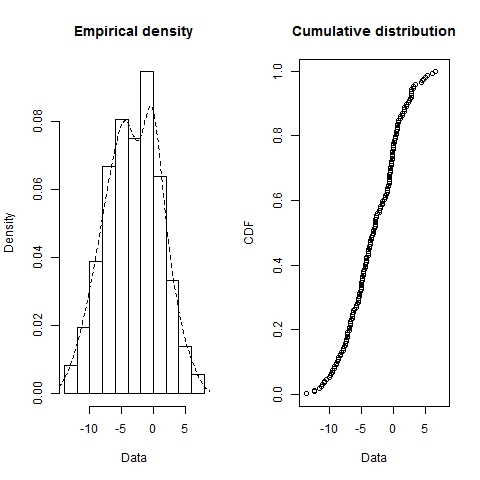 Empirical density
Density
0.00 0.02 0.04 0.06 0.08
-10 -5 0 5
Data
Cumulative distribution
CDF
0.0 0.2 0.4 0.6 0.8 1.0
-10 -5 0 5
Data